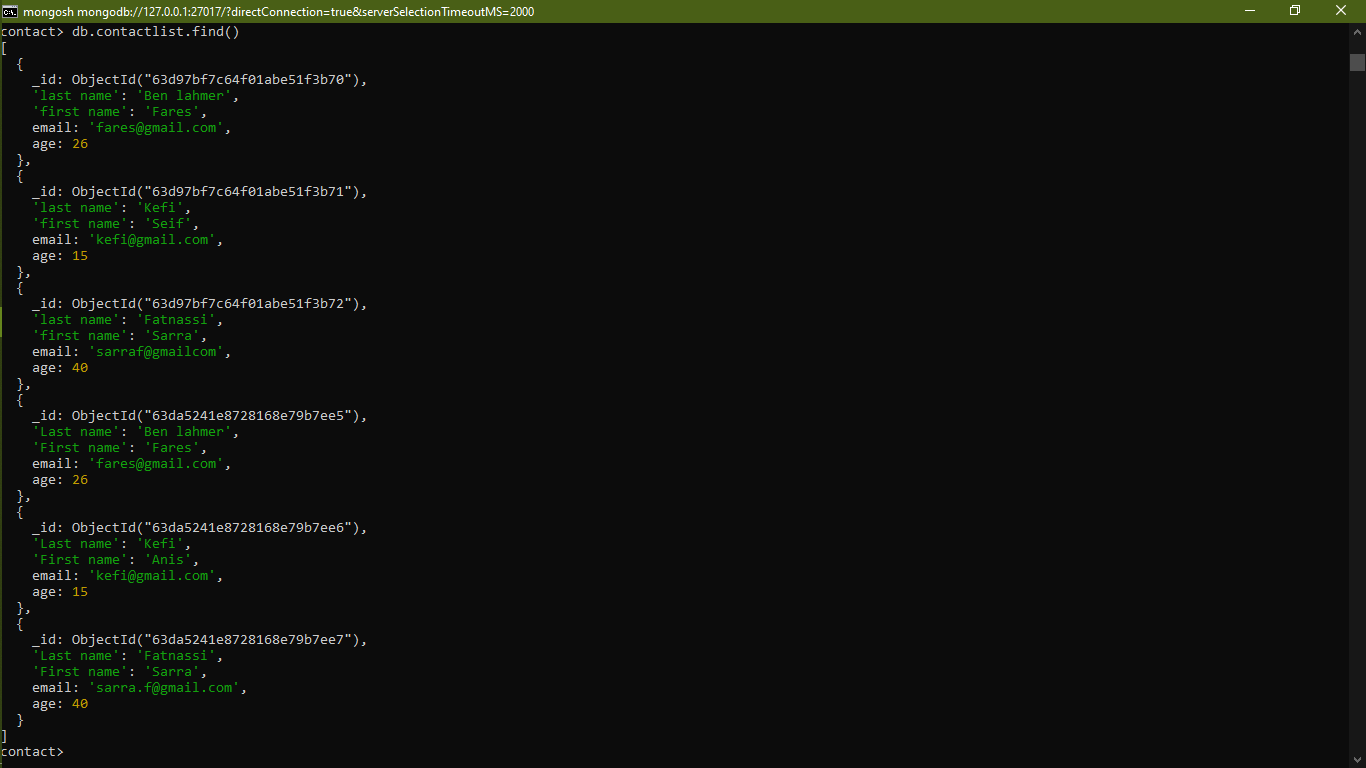 mongosh mongodb://127.0.0.1:27017/?directConnection=true&serverSelectionTimeoutMS=2000
contact> db.contactlist.find()
[
  {
    _id: ObjectId("63d97bf7c64f01abe51f3b70"),
    'last name': 'Ben lahmer',
    'first name': 'Fares',
    email: 'fares@gmail.com',
    age: 26
  },
  {
    _id: ObjectId("63d97bf7c64f01abe51f3b71"),
    'last name': 'Kefi',
    'first name': 'Seif',
    email: 'kefi@gmail.com',
    age: 15
  },
  {
    _id: ObjectId("63d97bf7c64f01abe51f3b72"),
    'last name': 'Fatnassi',
    'first name': 'Sarra',
    email: 'sarraf@gmailcom',
    age: 40
  },
  {
    _id: ObjectId("63da5241e8728168e79b7ee5"),
    'Last name': 'Ben lahmer',
    'First name': 'Fares',
    email: 'fares@gmail.com',
    age: 26
  },
  {
    _id: ObjectId("63da5241e8728168e79b7ee6"),
    'Last name': 'Kefi',
    'First name': 'Anis',
    email: 'kefi@gmail.com',
    age: 15
  },
  {
    _id: ObjectId("63da5241e8728168e79b7ee7"),
    'Last name': 'Fatnassi',
    'First name': 'Sarra',
    email: 'sarra.f@gmail.com',
    age: 40
  }
]
contact>